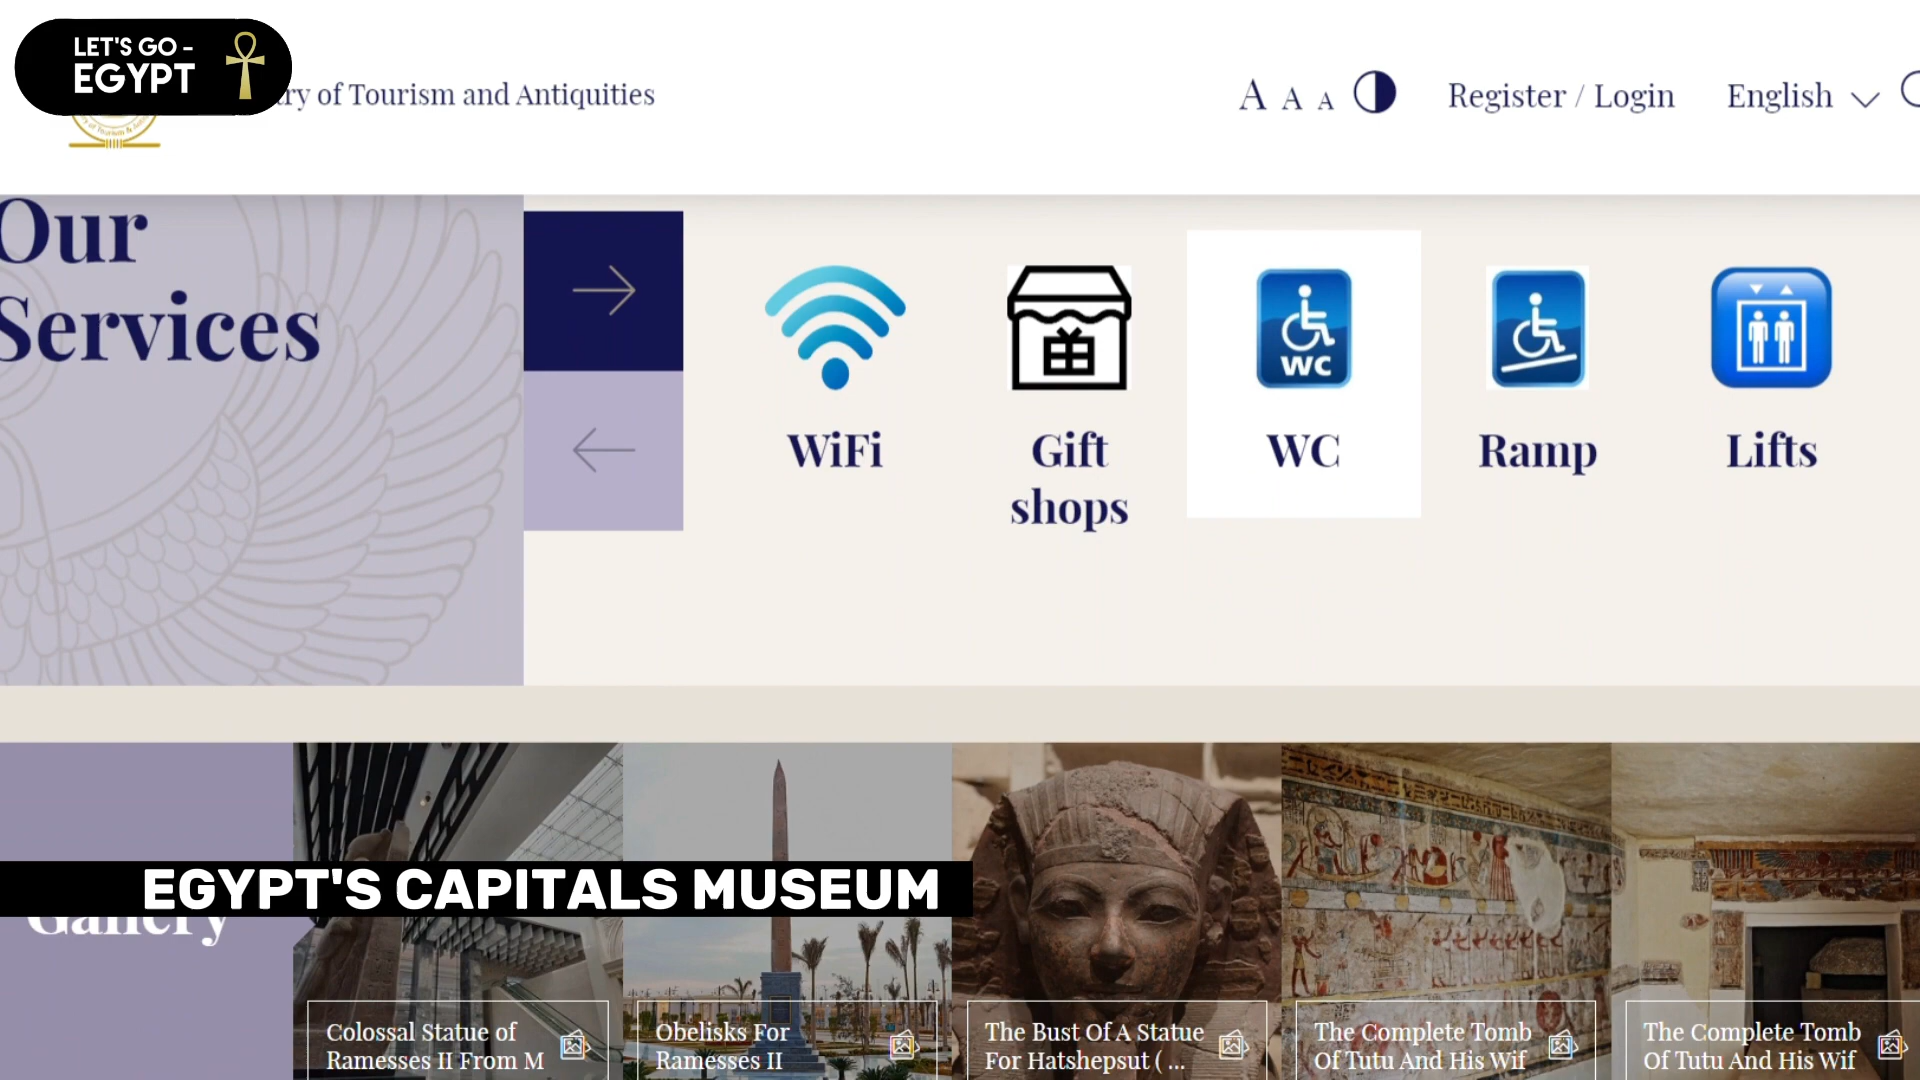 LET'S GO -
EGYPT
ry of Tourism and Antiquities
A A A
Register / Login
English
Our
Services
WiFi
Gift
shops
WC
WC
Ramp
Lifts
EGYPT'S CAPITALS MUSEUM
Gallery
Colossal Statue of
Ramesses II From M
Obelisks For
Ramesses II
The Bust Of A Statue
For Hatshepsut ( ...
The Complete Tomb
Of Tutu And His Wif
The Complete Tomb
Of Tutu And His Wif